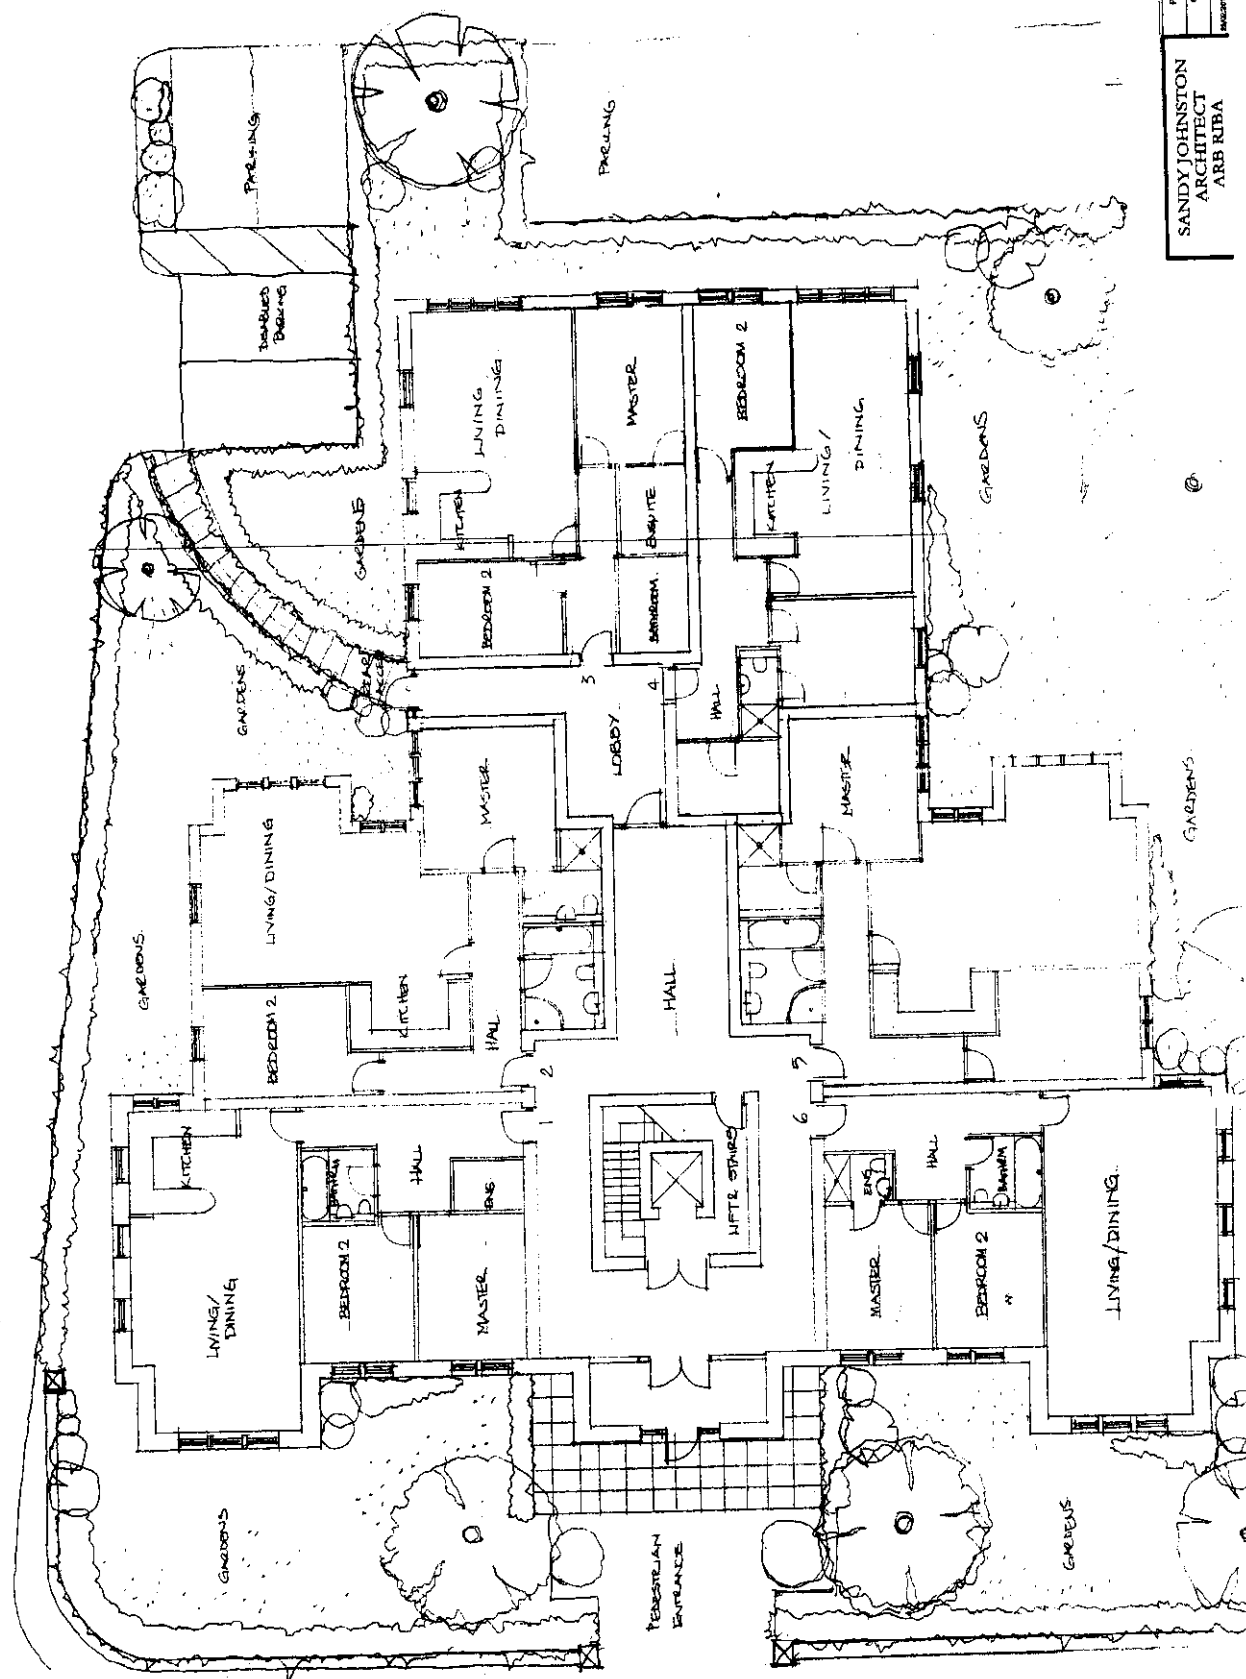 SANDY JOHNSTON
ARCHITECT
ARB RIBA
PARKING
PARKING
DISABLED
PARKING
GARDENS
LIVING
DINING
MASTER
BEDROOM 2
KITCHEN
ENSUITE
KITCHEN
LIVING/
DINING
GARDENS
BEDROOM 2
BATHROOM
3
4
GARDENS
LOBBY
HALL
MASTER
MASTER
GARDENS
LIVING/DINING
GARDENS
BEDROOM 2
KITCHEN
HALL
HALL
2
5
1
6
KITCHEN
BATHRM
HALL
ENS
LIFT & STAIRS
ENS
HALL
BATHRM
LIVING/
DINING
BEDROOM 2
MASTER
MASTER
BEDROOM 2
LIVING/DINING
GARDENS
PEDESTRIAN
ENTRANCE
GARDENS